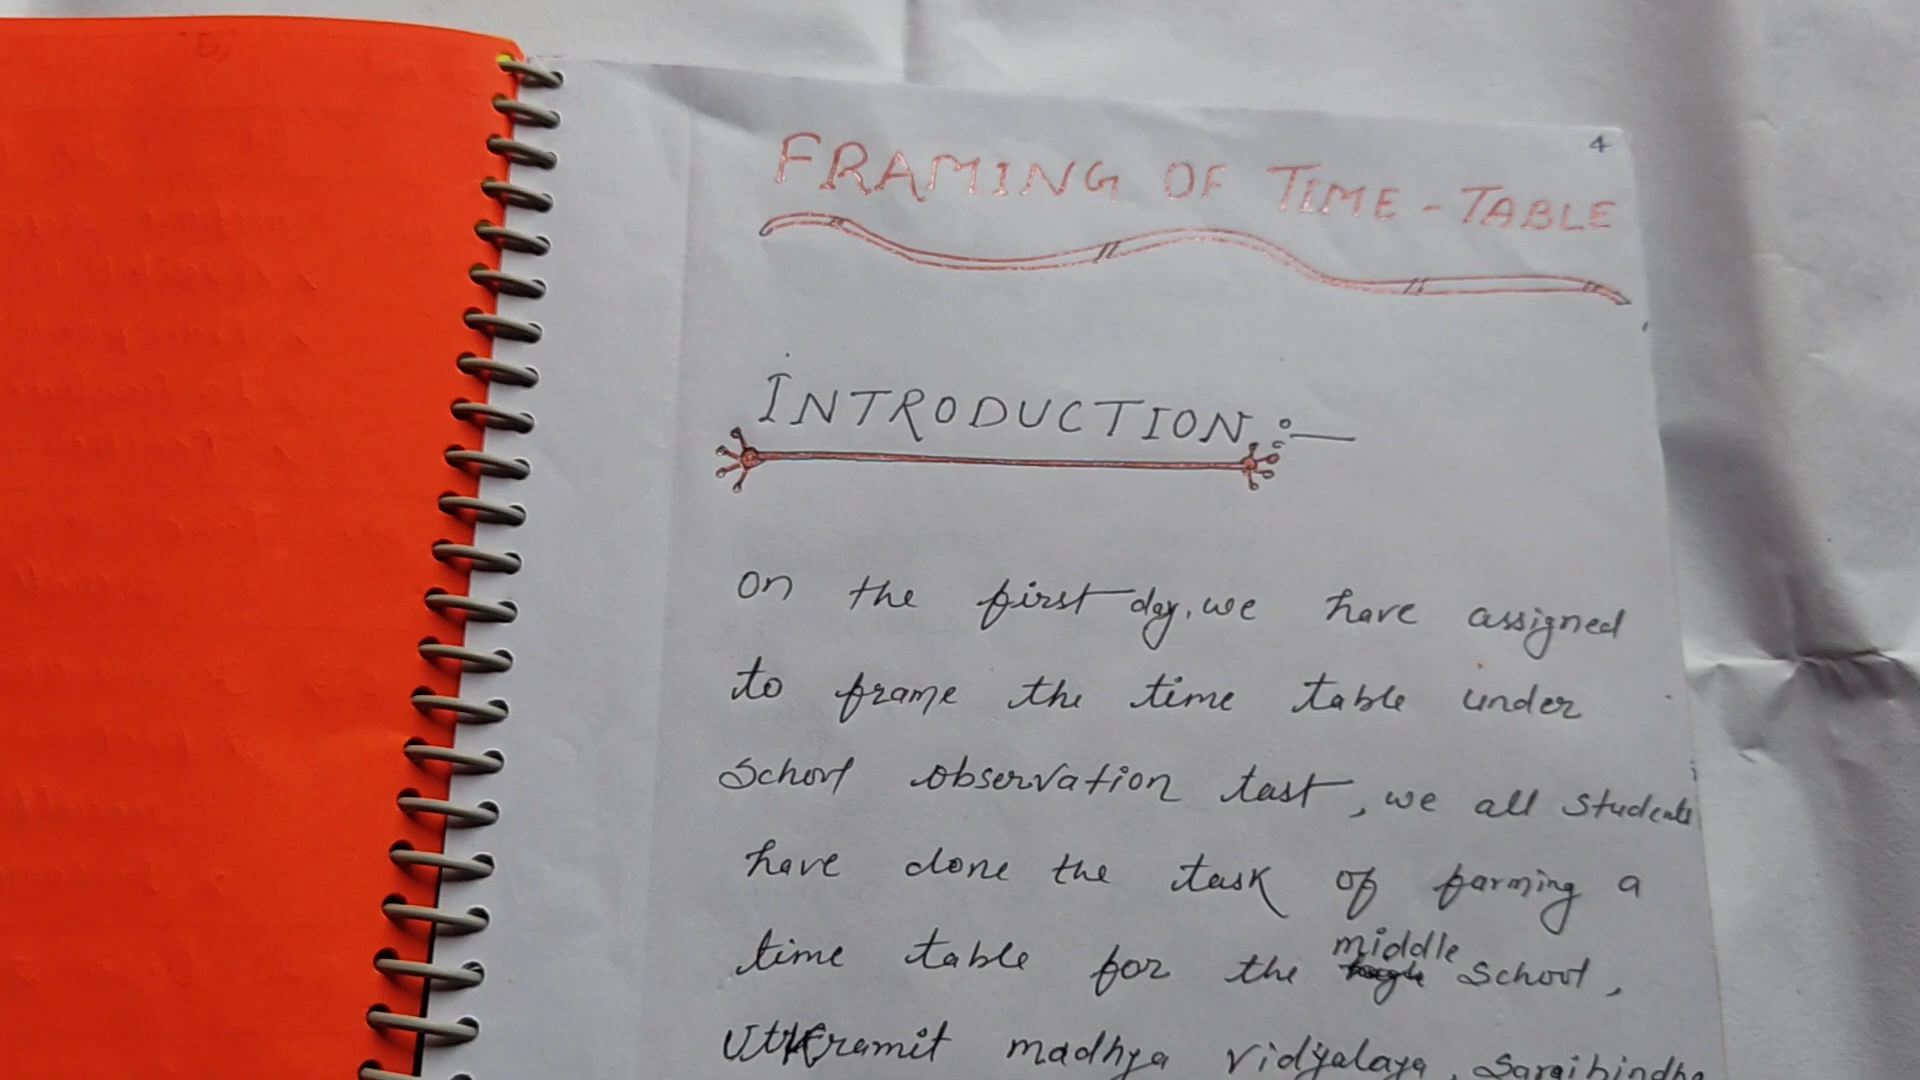 4
FRAMING OF TIME - TABLE
INTRODUCTION :-
on the first day, we have assigned
to frame the time table under
School observation tast, we all students
have done the task of farming a
time table for the middle School,
Utkramit madhya vidyalaya, Saraibindha